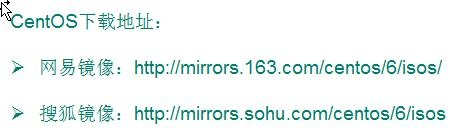 CentOS下载地址：
➢ 网易镜像：http://mirrors.163.com/centos/6/isos/
➢ 搜狐镜像：http://mirrors.sohu.com/centos/6/isos